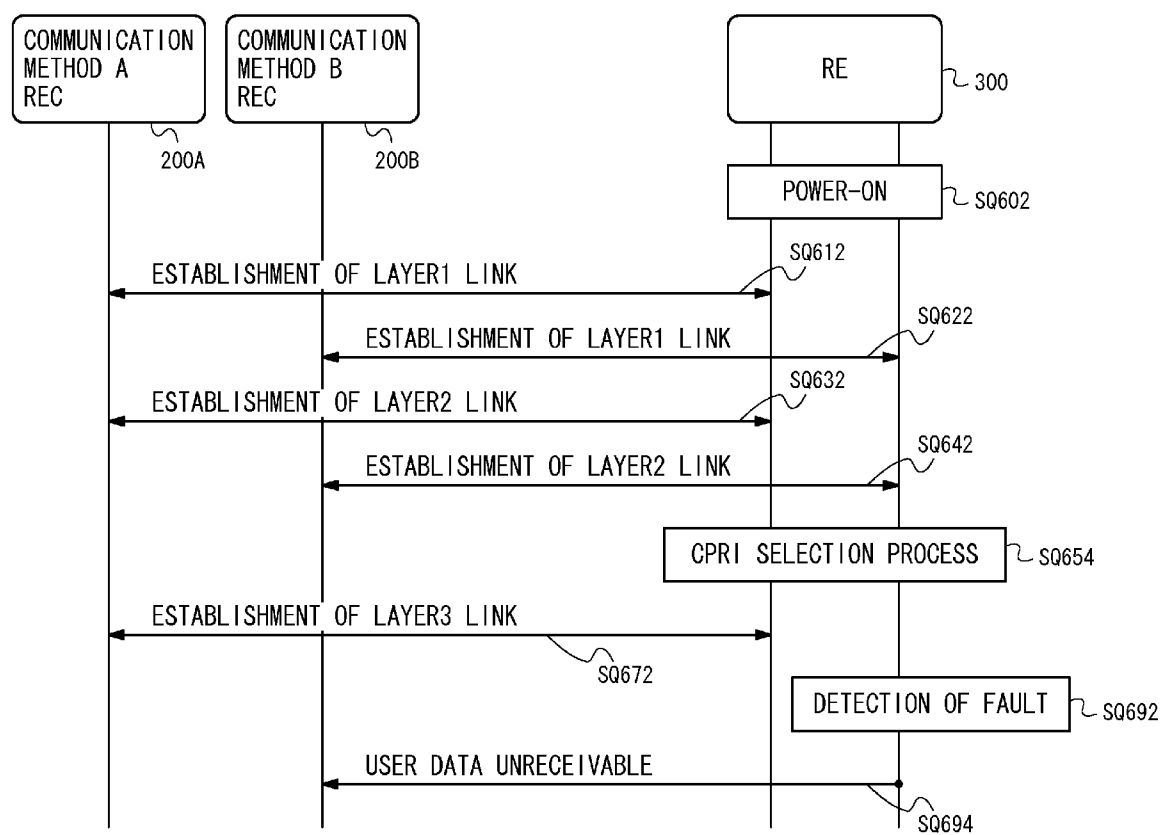 COMMUNICATION
METHOD A
REC
COMMUNICATION
METHOD B
REC
RE
300
200A
200B
POWER-ON
SQ602
SQ612
ESTABLISHMENT OF LAYER1 LINK
SQ622
ESTABLISHMENT OF LAYER1 LINK
SQ632
ESTABLISHMENT OF LAYER2 LINK
SQ642
ESTABLISHMENT OF LAYER2 LINK
CPRI SELECTION PROCESS
SQ654
ESTABLISHMENT OF LAYER3 LINK
SQ672
DETECTION OF FAULT
SQ692
USER DATA UNRECEIVABLE
SQ694